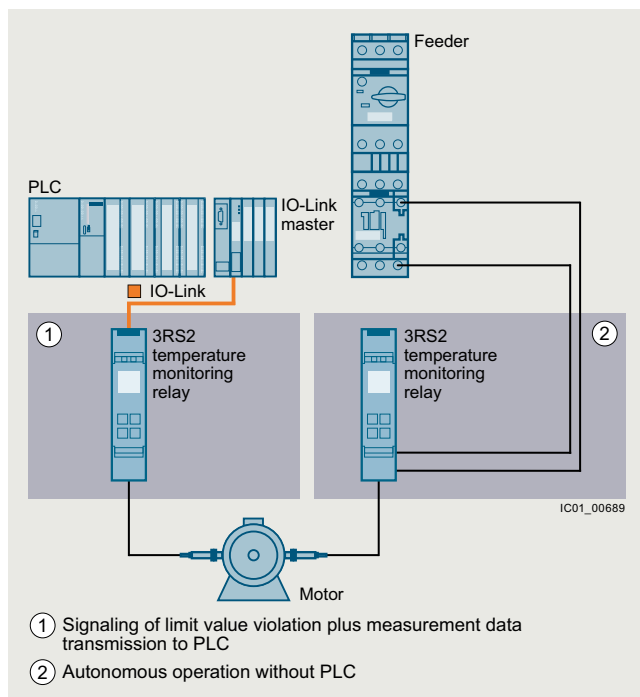 Feeder
PLC
IO-Link
master
IO-Link
1
3RS2
temperature
monitoring
relay
3RS2
temperature
monitoring
relay
2
IC01_00689
Motor
1 Signaling of limit value violation plus measurement data
transmission to PLC
2 Autonomous operation without PLC